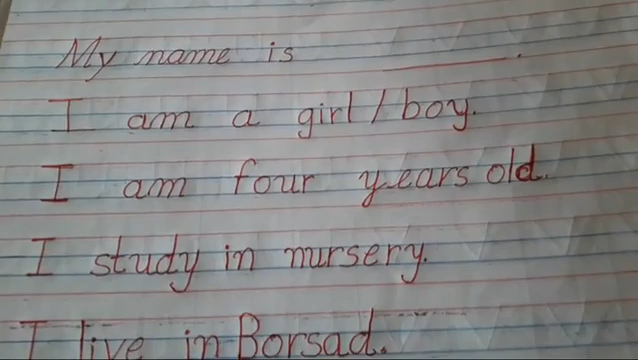 My name is ________.
I am a girl / boy.
I am four years old.
I study in nursery.
I live in Borsad.